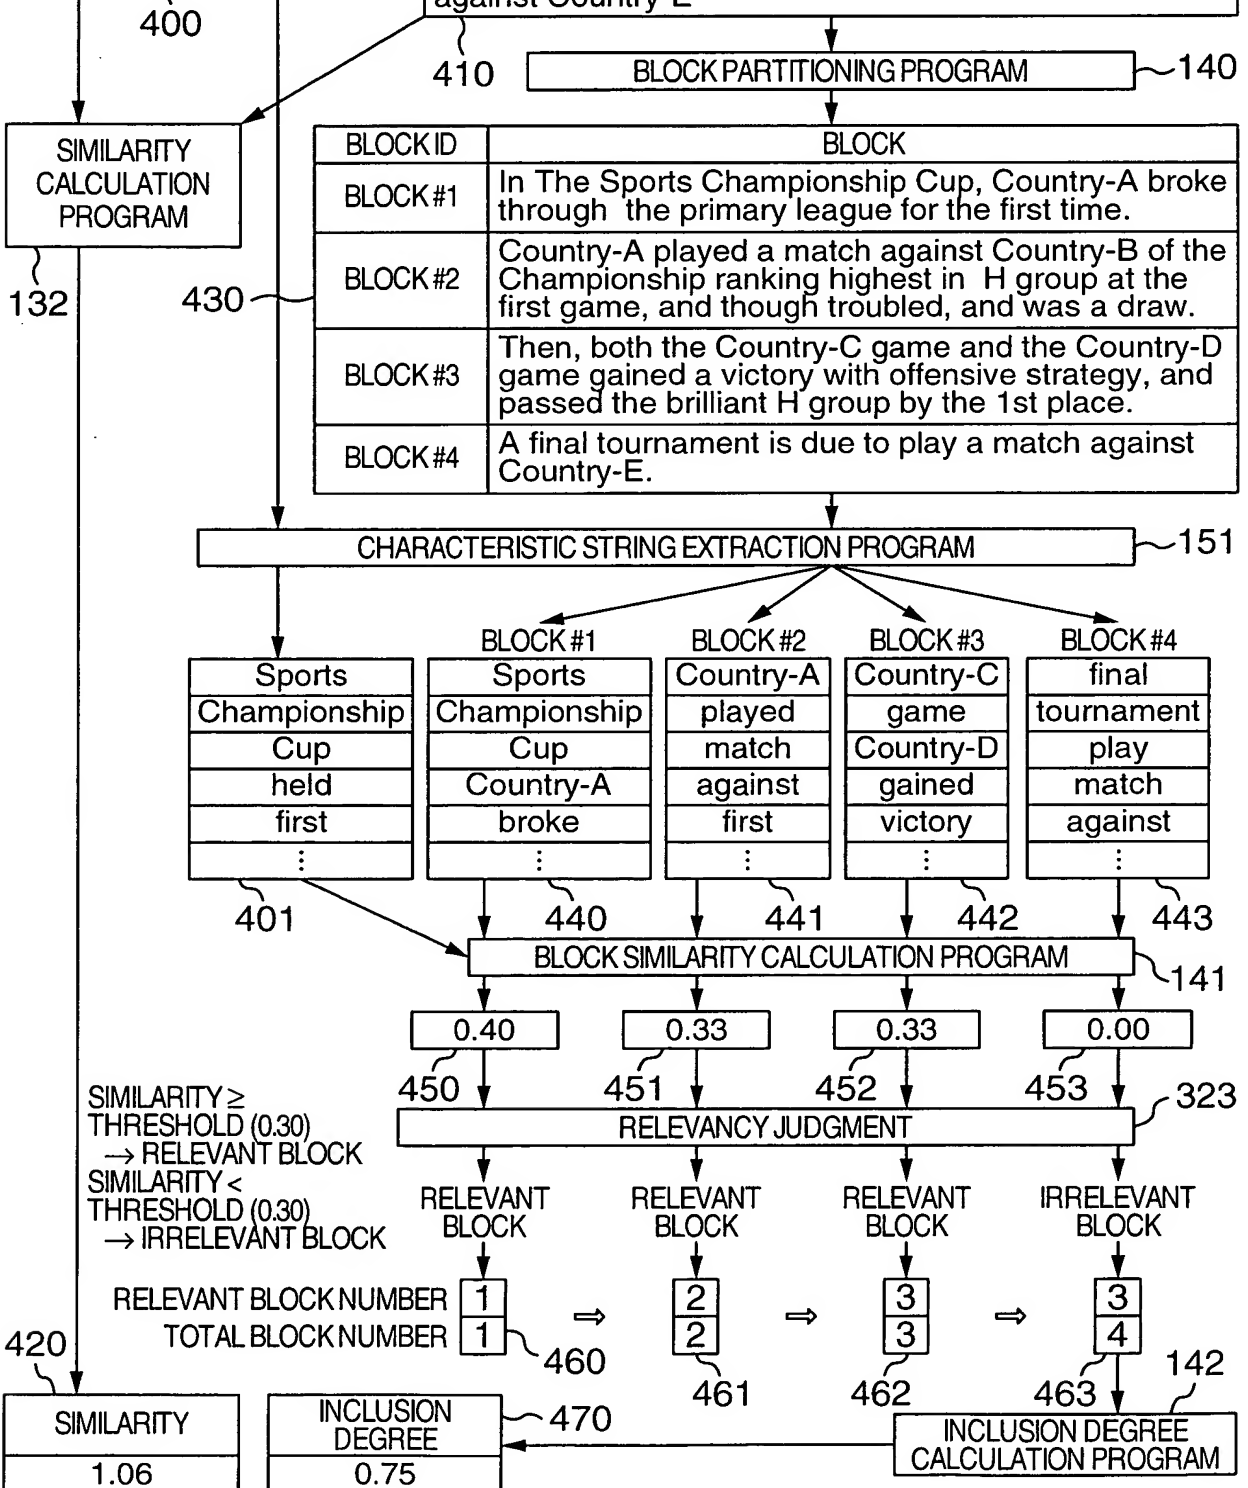 against Country-E
400
410
BLOCK PARTITIONING PROGRAM
140
SIMILARITY
CALCULATION
PROGRAM
132
430
BLOCK ID BLOCK
BLOCK #1 In The Sports Championship Cup, Country-A broke
through the primary league for the first time.
BLOCK #2 Country-A played a match against Country-B of the
Championship ranking highest in H group at the
first game, and though troubled, and was a draw.
BLOCK #3 Then, both the Country-C game and the Country-D
game gained a victory with offensive strategy, and
passed the brilliant H group by the 1st place.
BLOCK #4 A final tournament is due to play a match against
Country-E.
CHARACTERISTIC STRING EXTRACTION PROGRAM
151
BLOCK #1 BLOCK #2 BLOCK #3 BLOCK #4
Sports Sports Country-A Country-C final
Championship Championship played game tournament
Cup Cup match Country-D play
held Country-A against gained match
first broke first victory against
⋮ ⋮ ⋮ ⋮ ⋮
401 440 441 442 443
BLOCK SIMILARITY CALCULATION PROGRAM
141
0.40 0.33 0.33 0.00
450 451 452 453
SIMILARITY ≥
THRESHOLD (0.30)
→ RELEVANT BLOCK
SIMILARITY <
THRESHOLD (0.30)
→ IRRELEVANT BLOCK
RELEVANCY JUDGMENT
323
RELEVANT RELEVANT RELEVANT IRRELEVANT
BLOCK BLOCK BLOCK BLOCK
RELEVANT BLOCK NUMBER 1 ⇨ 2 ⇨ 3 ⇨ 3
TOTAL BLOCK NUMBER 1 2 3 4
460 461 462 463
420
SIMILARITY
1.06
INCLUSION
DEGREE
0.75
470
142
INCLUSION DEGREE
CALCULATION PROGRAM